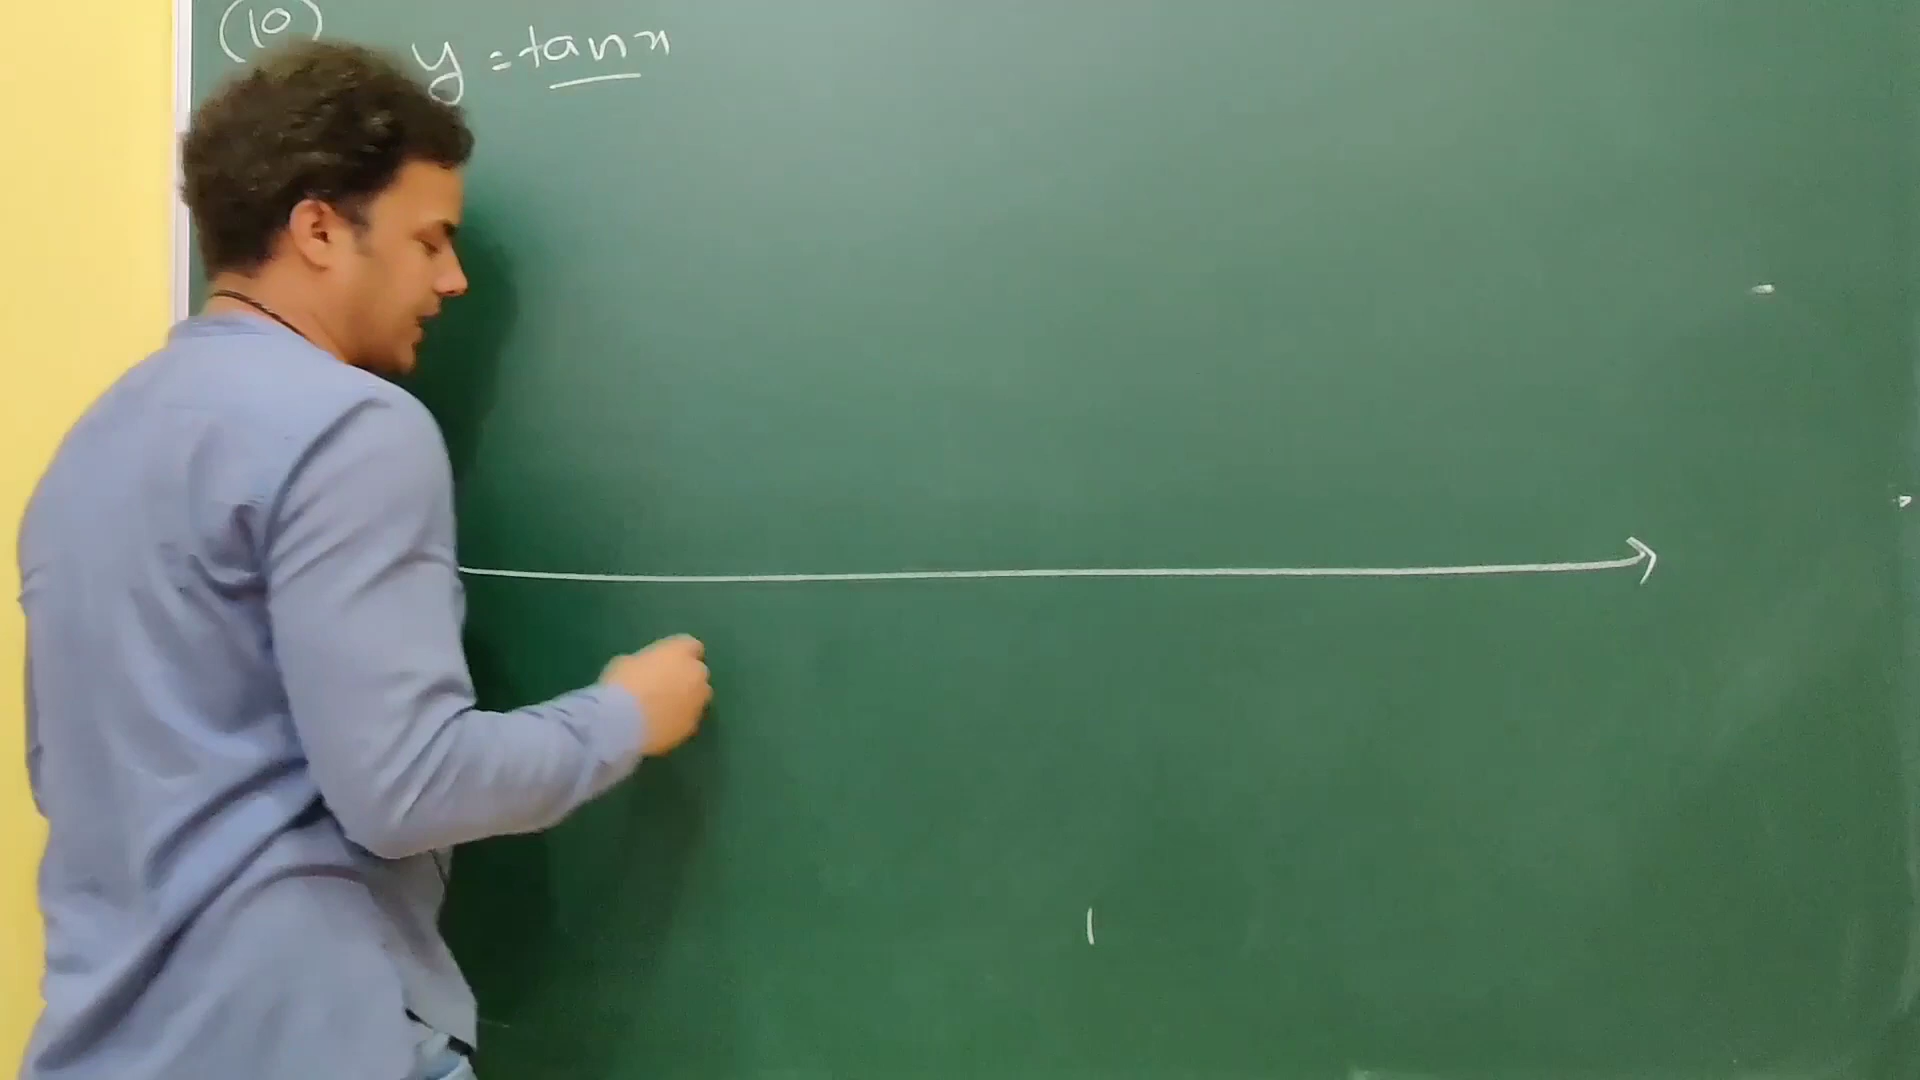 (10)
y = tan x